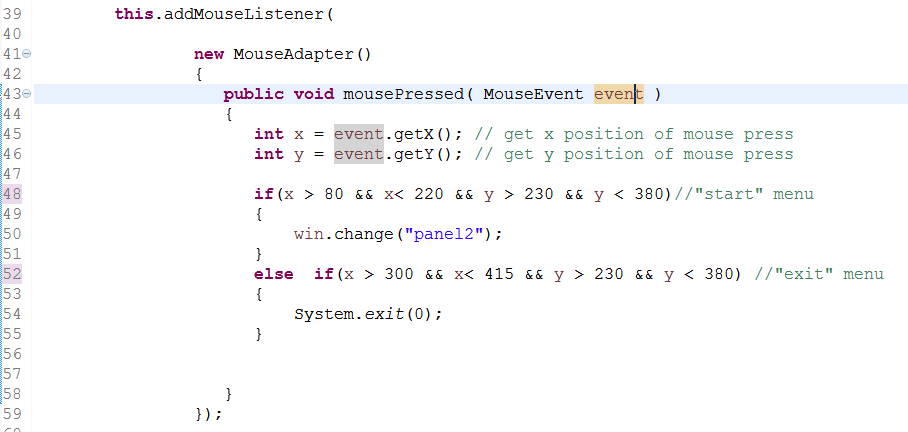 39 this.addMouseListener(
40
41 new MouseAdapter()
42 {
43 public void mousePressed( MouseEvent event )
44 {
45 int x = event.getX(); // get x position of mouse press
46 int y = event.getY(); // get y position of mouse press
47
48 if(x > 80 && x< 220 && y > 230 && y < 380)//"start" menu
49 {
50 win.change("panel2");
51 }
52 else  if(x > 300 && x< 415 && y > 230 && y < 380) //"exit" menu
53 {
54 System.exit(0);
55 }
56
57
58 }
59 });